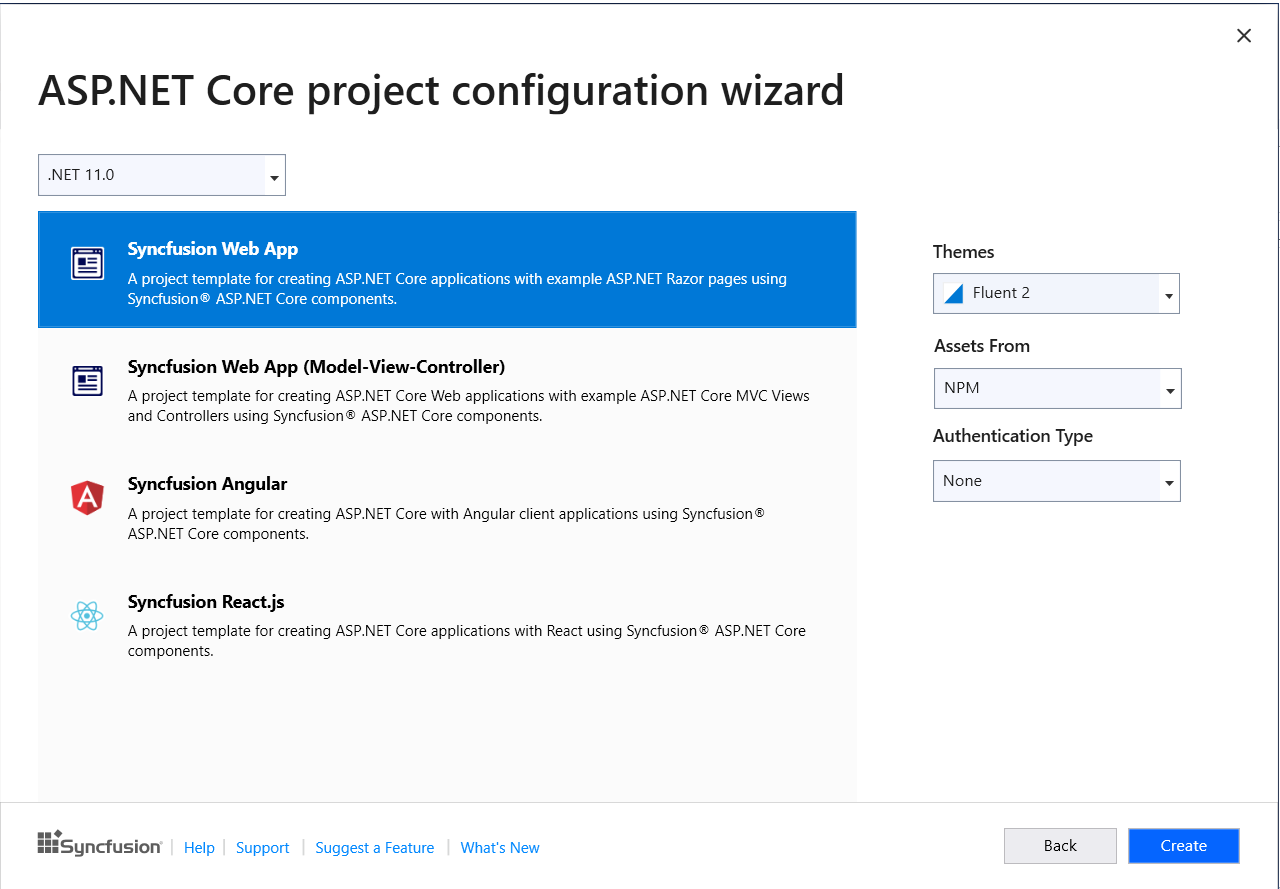 ASP.NET Core project configuration wizard
.NET 11.0
Syncfusion Web App
A project template for creating ASP.NET Core applications with example ASP.NET Razor pages using
Syncfusion® ASP.NET Core components.
Syncfusion Web App (Model-View-Controller)
A project template for creating ASP.NET Core Web applications with example ASP.NET Core MVC Views
and Controllers using Syncfusion® ASP.NET Core components.
Syncfusion Angular
A project template for creating ASP.NET Core with Angular client applications using Syncfusion®
ASP.NET Core components.
Syncfusion React.js
A project template for creating ASP.NET Core applications with React using Syncfusion® ASP.NET Core
components.
Themes
Fluent 2
Assets From
NPM
Authentication Type
None
Syncfusion | Help | Support | Suggest a Feature | What's New
Back
Create